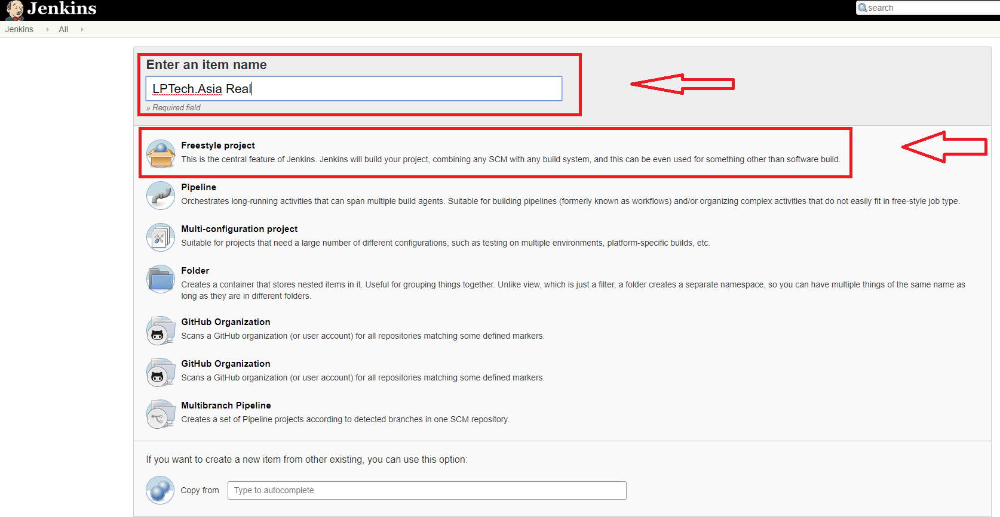 Jenkins
search
Jenkins
All
Enter an item name
LPTech.Asia Real
» Required field
Freestyle project
This is the central feature of Jenkins. Jenkins will build your project, combining any SCM with any build system, and this can be even used for something other than software build.
Pipeline
Orchestrates long-running activities that can span multiple build agents. Suitable for building pipelines (formerly known as workflows) and/or organizing complex activities that do not easily fit in free-style job type.
Multi-configuration project
Suitable for projects that need a large number of different configurations, such as testing on multiple environments, platform-specific builds, etc.
Folder
Creates a container that stores nested items in it. Useful for grouping things together. Unlike view, which is just a filter, a folder creates a separate namespace, so you can have multiple things of the same name as
long as they are in different folders.
GitHub Organization
Scans a GitHub organization (or user account) for all repositories matching some defined markers.
GitHub Organization
Scans a GitHub organization (or user account) for all repositories matching some defined markers.
Multibranch Pipeline
Creates a set of Pipeline projects according to detected branches in one SCM repository.
If you want to create a new item from other existing, you can use this option:
Copy from
Type to autocomplete